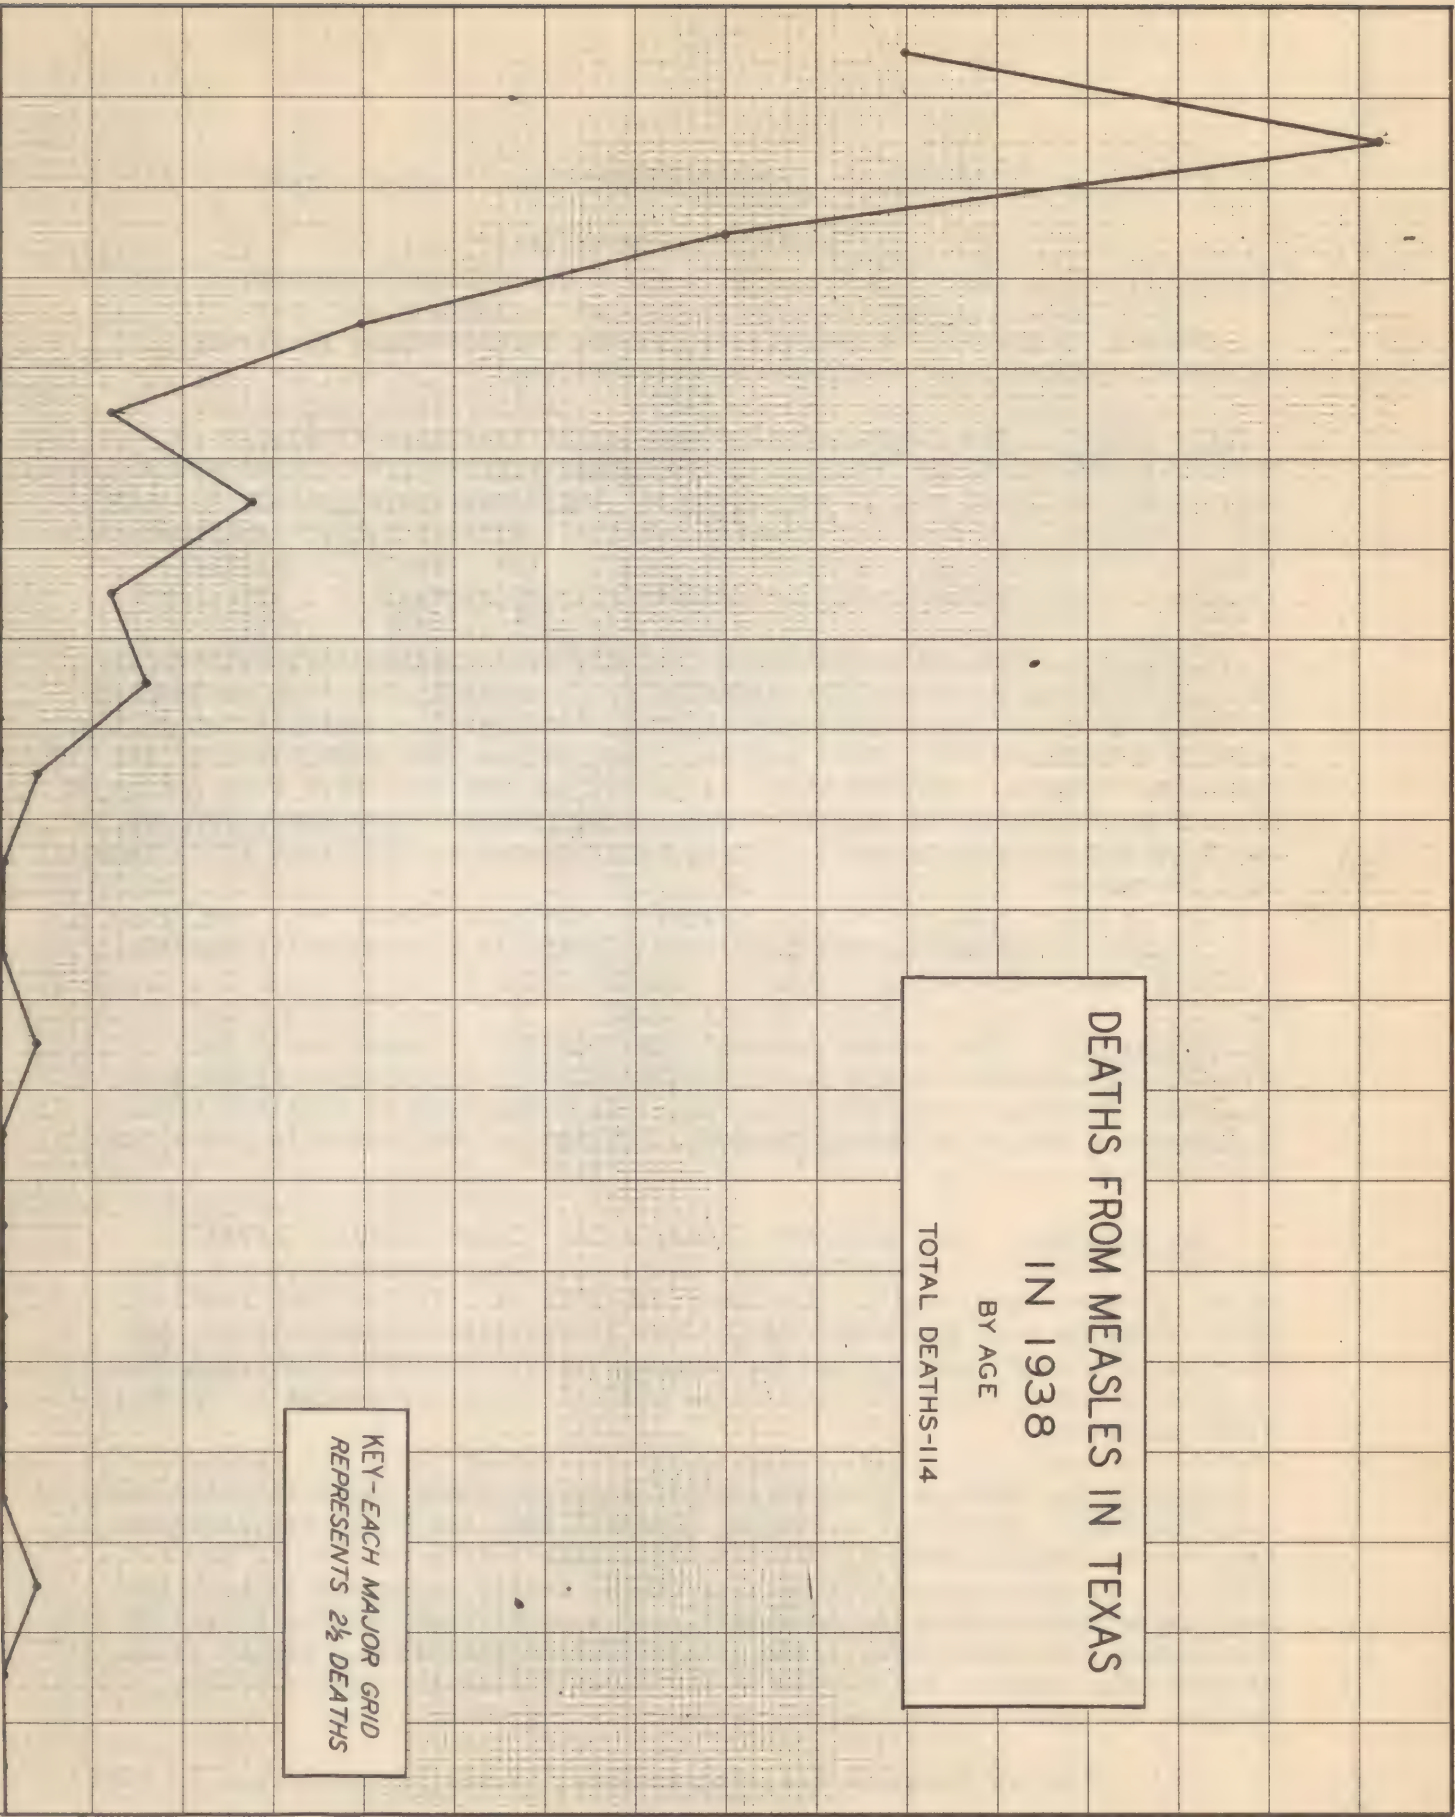 DEATHS FROM MEASLES IN TEXAS
IN 1938
BY AGE
TOTAL DEATHS-114
KEY-EACH MAJOR GRID
REPRESENTS 2½ DEATHS